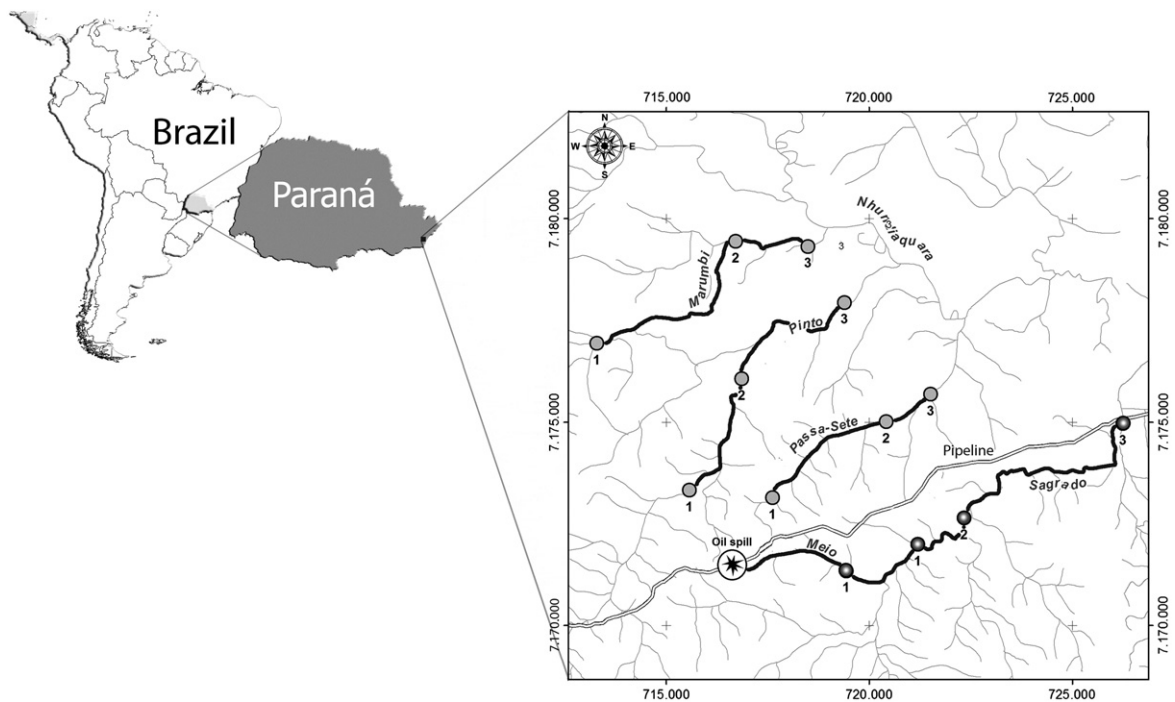 Brazil
Paraná
715.000
720.000
725.000
N
W
E
S
7.180.000
7.180.000
Nhundiaquara
Marumbi
2
3
3
1
Pinto
3
2
1
Passa-Sete
3
2
1
7.175.000
7.175.000
Pipeline
3
Sagrado
2
1
Oil spill
Meio
1
7.170.000
7.170.000
715.000
720.000
725.000